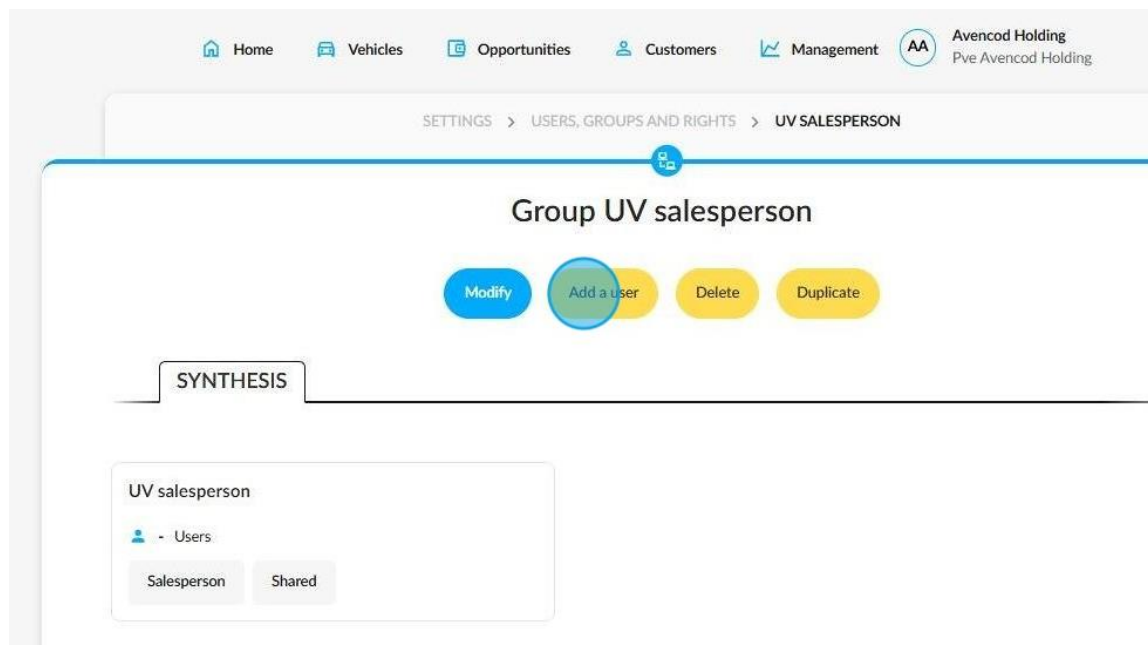 Home Vehicles Opportunities Customers Management AA Avencod Holding
Pve Avencod Holding
SETTINGS > USERS, GROUPS AND RIGHTS > UV SALESPERSON
Group UV salesperson
Modify Add a user Delete Duplicate
SYNTHESIS
UV salesperson
- Users
Salesperson Shared